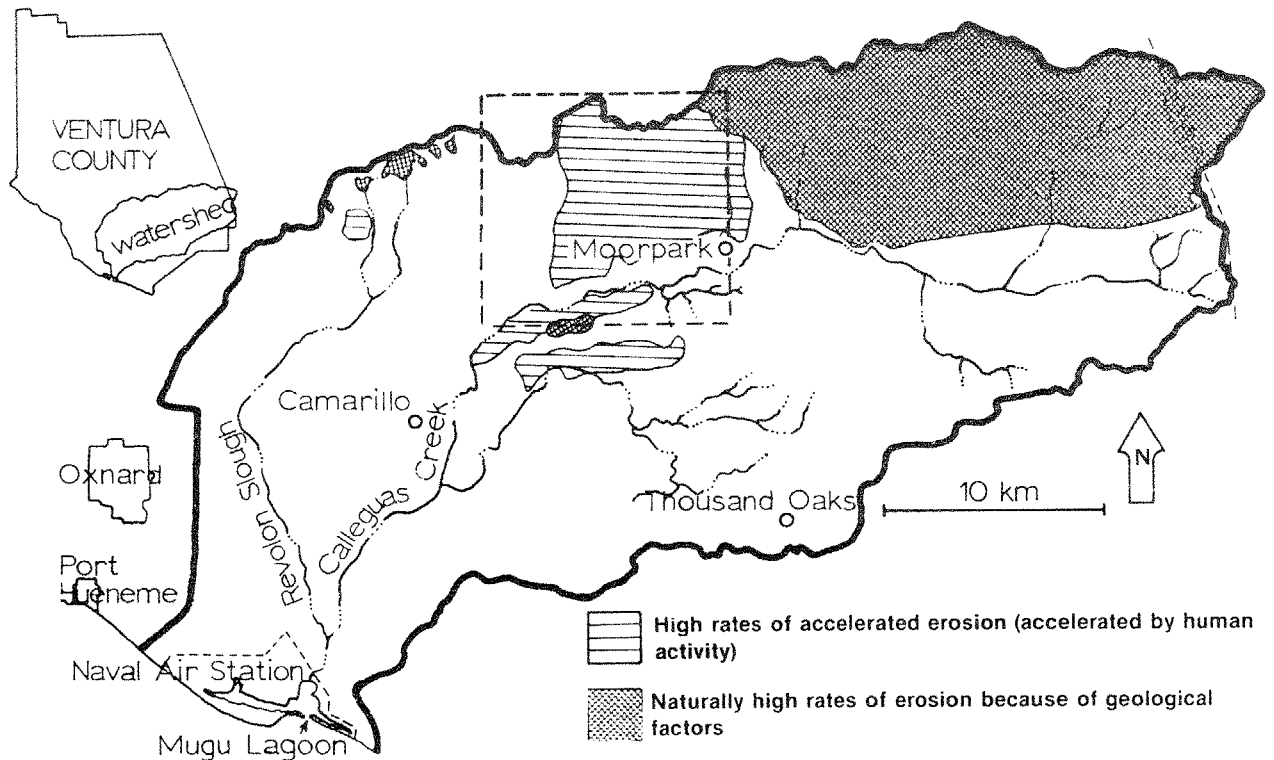 VENTURA
COUNTY
watershed
Moorpark
Camarillo
Oxnard
Revolon Slough
Calleguas Creek
Thousand Oaks
10 km
N
Port
Hueneme
Naval Air Station
Mugu Lagoon
High rates of accelerated erosion (accelerated by human
activity)
Naturally high rates of erosion because of geological
factors